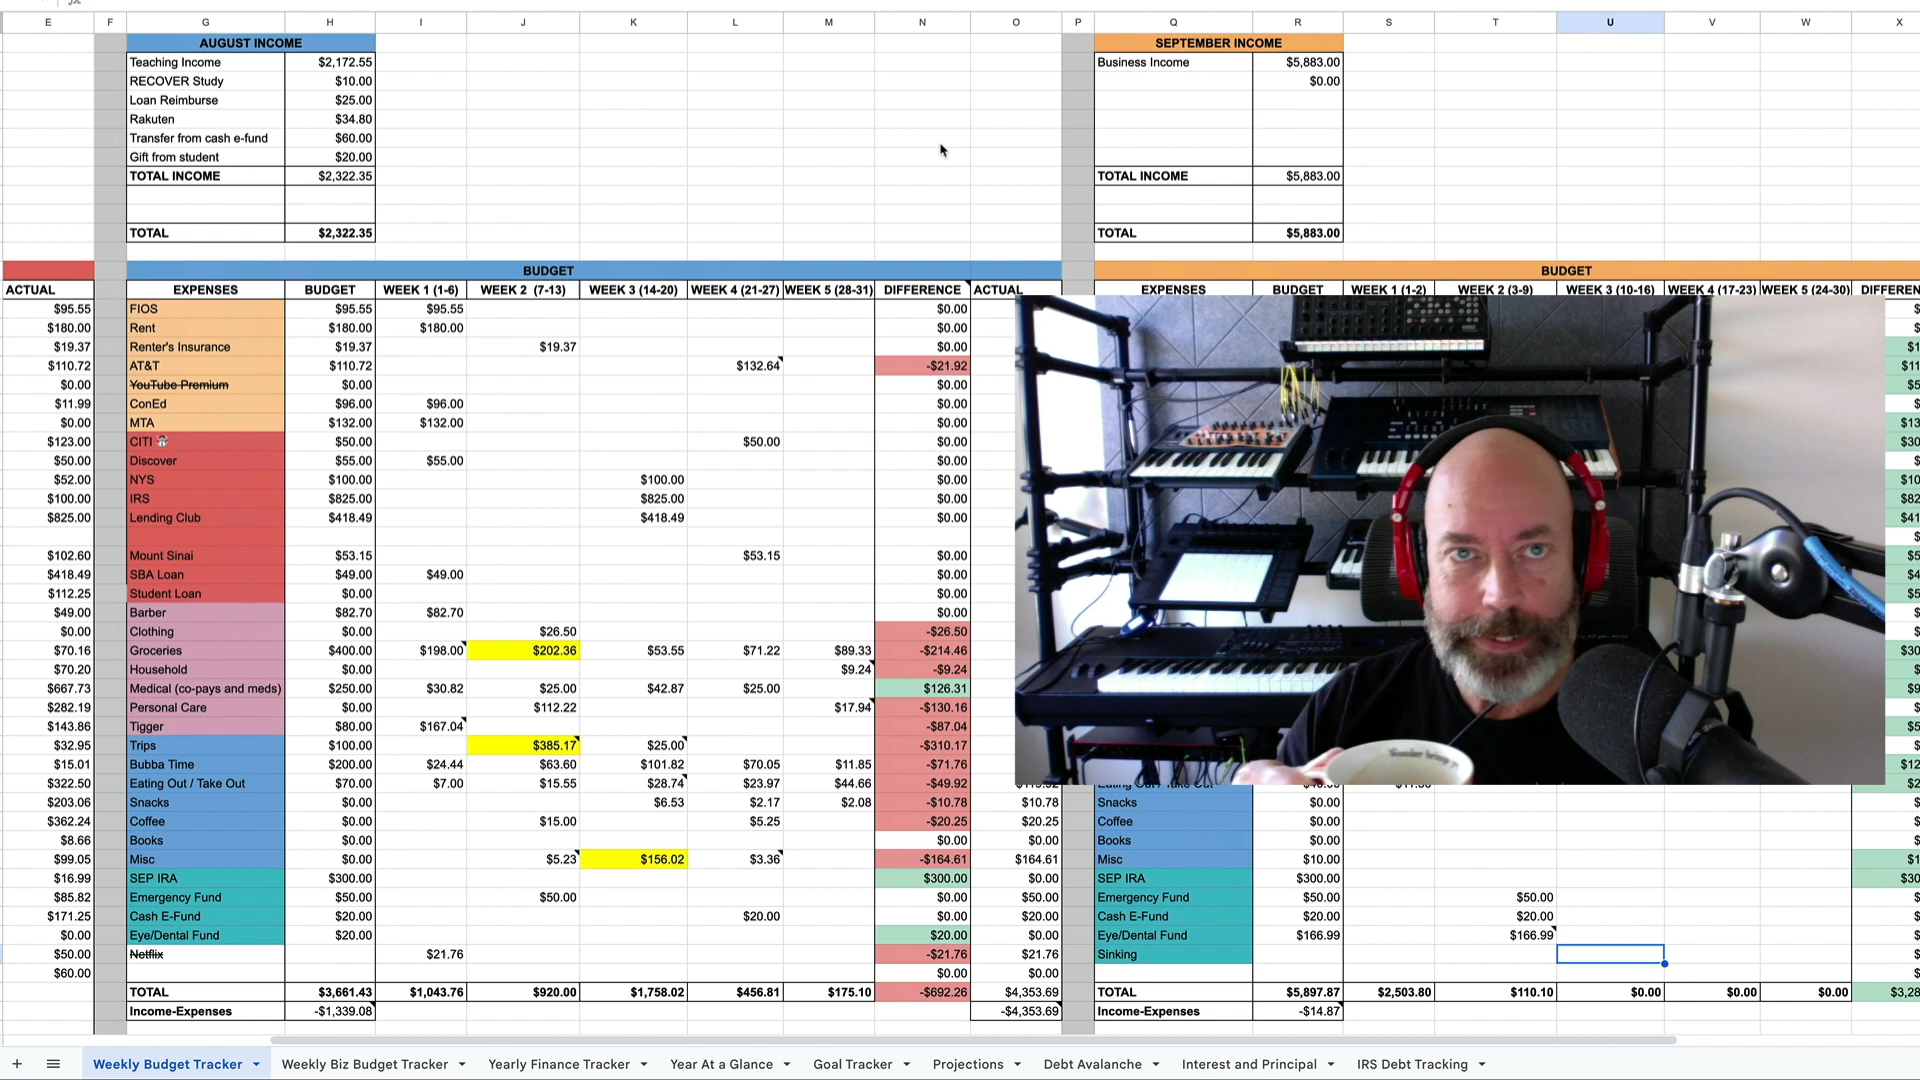 E F G H I J K L M N O P Q R S T U V W X
AUGUST INCOME SEPTEMBER INCOME
Teaching Income $2,172.55 Business Income $5,883.00
RECOVER Study $10.00 $0.00
Loan Reimburse $25.00
Rakuten $34.80
Transfer from cash e-fund $60.00
Gift from student $20.00
TOTAL INCOME $2,322.35 TOTAL INCOME $5,883.00
TOTAL $2,322.35 TOTAL $5,883.00
BUDGET BUDGET
ACTUAL EXPENSES BUDGET WEEK 1 (1-6) WEEK 2 (7-13) WEEK 3 (14-20) WEEK 4 (21-27) WEEK 5 (28-31) DIFFERENCE ACTUAL EXPENSES BUDGET WEEK 1 (1-2) WEEK 2 (3-9) WEEK 3 (10-16) WEEK 4 (17-23) WEEK 5 (24-30) DIFFEREN
$95.55 FIOS $95.55 $95.55 $0.00
$180.00 Rent $180.00 $180.00 $0.00
$19.37 Renter's Insurance $19.37 $19.37 $0.00 $1
$110.72 AT&T $110.72 $132.64 -$21.92 $11
$0.00 YouTube Premium $0.00 $0.00 $5
$11.99 ConEd $96.00 $96.00 $0.00 $
$0.00 MTA $132.00 $132.00 $0.00 $13
$123.00 CITI $50.00 $50.00 $0.00 $30
$50.00 Discover $55.00 $55.00 $0.00 $
$52.00 NYS $100.00 $100.00 $0.00 $10
$100.00 IRS $825.00 $825.00 $0.00 $82
$825.00 Lending Club $418.49 $418.49 $0.00 $41
$102.60 Mount Sinai $53.15 $53.15 $0.00 $5
$418.49 SBA Loan $49.00 $49.00 $0.00 $4
$112.25 Student Loan $0.00 $0.00 $5
$49.00 Barber $82.70 $82.70 $0.00 $
$0.00 Clothing $0.00 $26.50 -$26.50 $
$70.16 Groceries $400.00 $198.00 $202.36 $53.55 $71.22 $89.33 -$214.46 $30
$70.20 Household $0.00 $9.24 -$9.24 $
$667.73 Medical (co-pays and meds) $250.00 $30.82 $25.00 $42.87 $25.00 $126.31 $9
$282.19 Personal Care $0.00 $112.22 $17.94 -$130.16 $
$143.86 Tigger $80.00 $167.04 -$87.04 $5
$32.95 Trips $100.00 $385.17 $25.00 -$310.17 $
$15.01 Bubba Time $200.00 $24.44 $63.60 $101.82 $70.05 $11.85 -$71.76 $12
$322.50 Eating Out / Take Out $70.00 $7.00 $15.55 $28.74 $23.97 $44.66 -$49.92 Eating Out / Take Out $2
$203.06 Snacks $0.00 $6.53 $2.17 $2.08 -$10.78 $10.78 Snacks $0.00 $
$362.24 Coffee $0.00 $15.00 $5.25 -$20.25 $20.25 Coffee $0.00 $
$8.66 Books $0.00 $0.00 $0.00 Books $0.00 $
$99.05 Misc $0.00 $5.23 $156.02 $3.36 -$164.61 $164.61 Misc $10.00 $1
$16.99 SEP IRA $300.00 $300.00 $0.00 SEP IRA $300.00 $30
$85.82 Emergency Fund $50.00 $50.00 $0.00 $50.00 Emergency Fund $50.00 $50.00 $
$171.25 Cash E-Fund $20.00 $20.00 $0.00 $20.00 Cash E-Fund $20.00 $20.00 $
$0.00 Eye/Dental Fund $20.00 $20.00 $0.00 Eye/Dental Fund $166.99 $166.99 $
$50.00 Netflix $21.76 -$21.76 $21.76 Sinking $
$60.00 $0.00 $0.00 $
TOTAL $3,661.43 $1,043.76 $920.00 $1,758.02 $456.81 $175.10 -$692.26 $4,353.69 TOTAL $5,897.87 $2,503.80 $110.10 $0.00 $0.00 $0.00 $3,28
Income-Expenses -$1,339.08 -$4,353.69 Income-Expenses -$14.87
Weekly Budget Tracker Weekly Biz Budget Tracker Yearly Finance Tracker Year At a Glance Goal Tracker Projections Debt Avalanche Interest and Principal IRS Debt Tracking